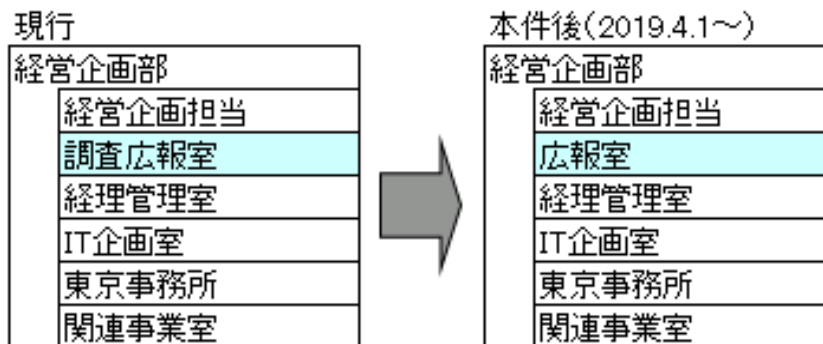 現行
経営企画部
経営企画担当
調査広報室
経理管理室
IT企画室
東京事務所
関連事業室
本件後(2019.4.1～)
経営企画部
経営企画担当
広報室
経理管理室
IT企画室
東京事務所
関連事業室